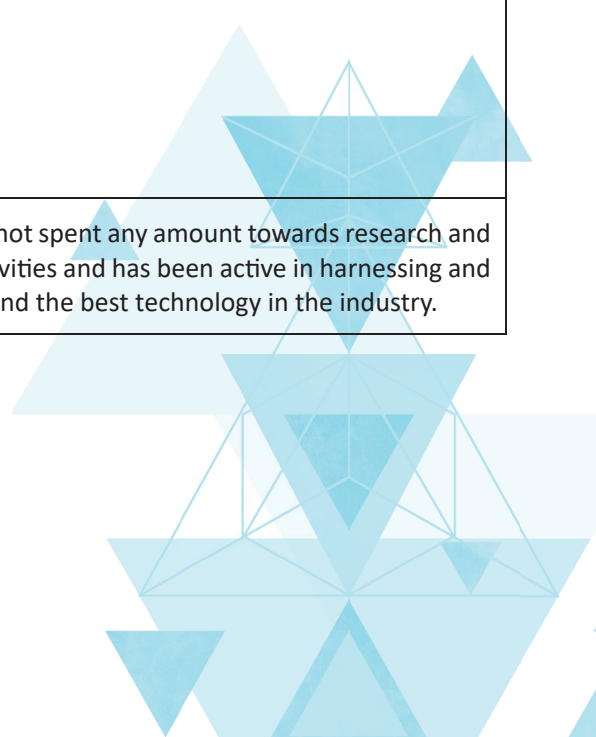 not spent any amount towards research and
vities and has been active in harnessing and
nd the best technology in the industry.